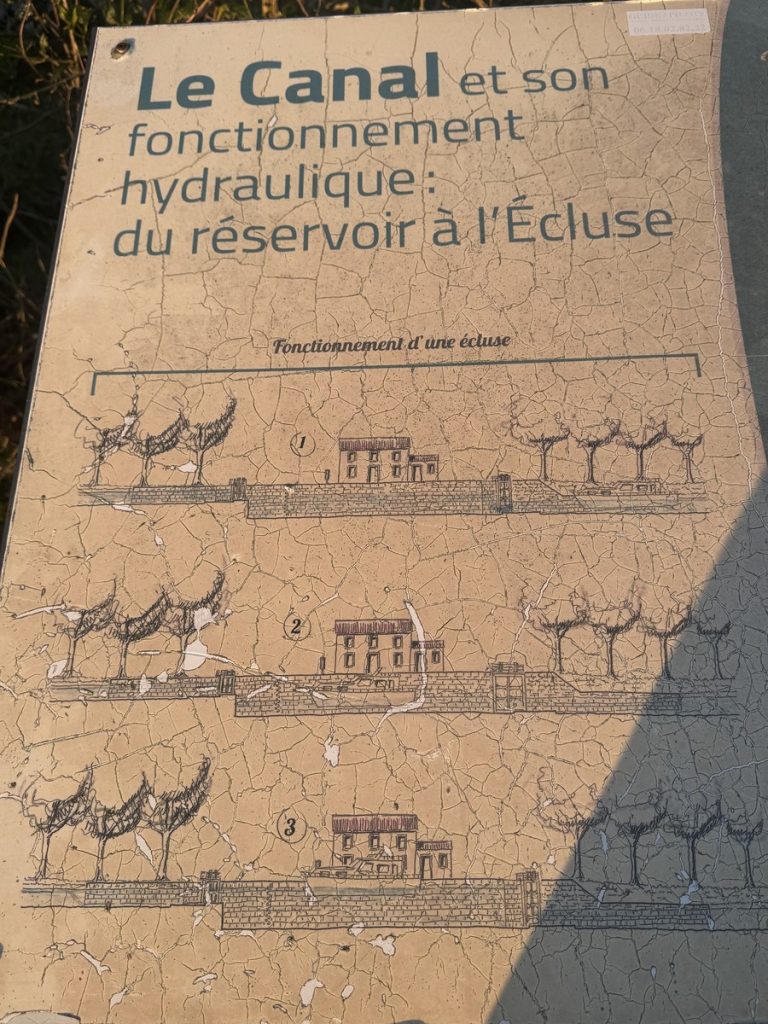 Le Canal et son
fonctionnement
hydraulique :
du réservoir à l'Écluse
Fonctionnement d'une écluse
1
2
3